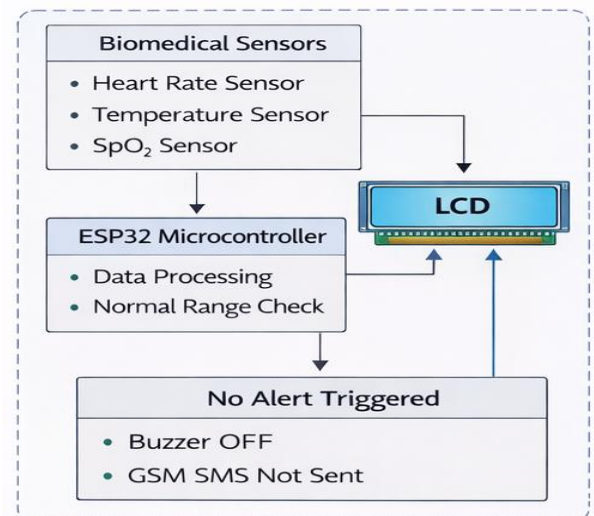 Biomedical Sensors
• Heart Rate Sensor
• Temperature Sensor
• SpO₂ Sensor
LCD
ESP32 Microcontroller
• Data Processing
• Normal Range Check
No Alert Triggered
• Buzzer OFF
• GSM SMS Not Sent